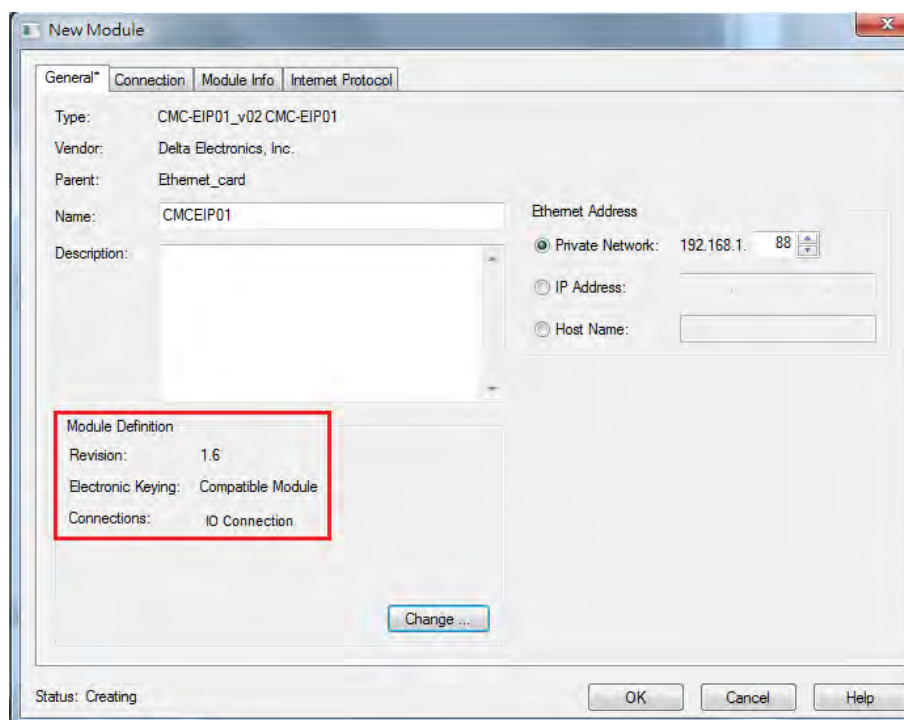 New Module
General* Connection Module Info Internet Protocol
Type: CMC-EIP01_v02 CMC-EIP01
Vendor: Delta Electronics, Inc.
Parent: Ethernet_card
Name: CMCEIP01
Description:
Ethernet Address
Private Network: 192.168.1. 88
IP Address: .
Host Name:
Module Definition
Revision: 1.6
Electronic Keying: Compatible Module
Connections: IO Connection
Change ...
Status: Creating
OK Cancel Help